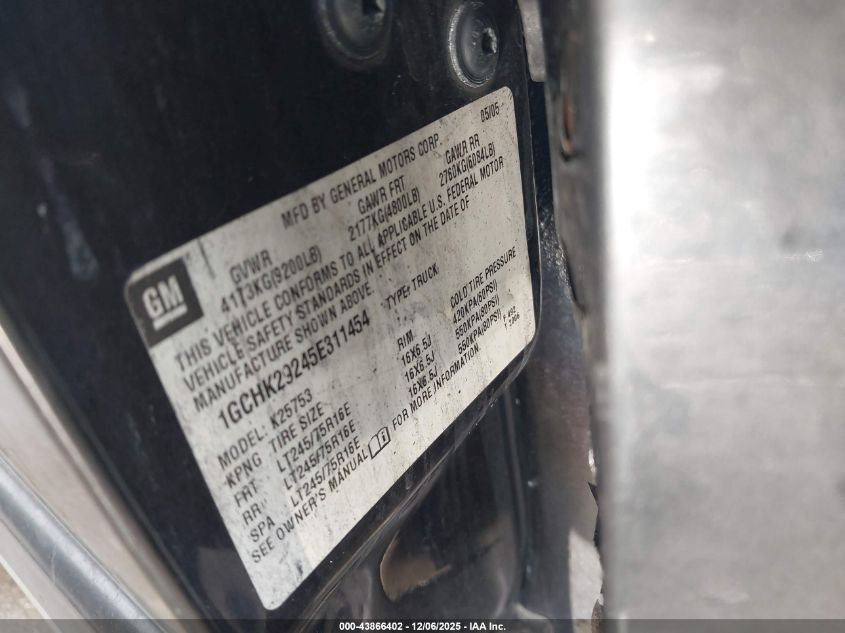 GM
MFD BY GENERAL MOTORS CORP. 05/05
GVWR GAWR FRT GAWR RR
4173KG(9200LB) 2177KG(4800LB) 2760KG(6084LB)
THIS VEHICLE CONFORMS TO ALL APPLICABLE U.S. FEDERAL MOTOR
VEHICLE SAFETY STANDARDS IN EFFECT ON THE DATE OF
MANUFACTURE SHOWN ABOVE.
1GCHK29245E311454 TYPE: TRUCK
MODEL: K25753
KPNG TIRE SIZE RIM COLD TIRE PRESSURE
FRT LT245/75R16E 16X6.5J 420KPA(60PSI)
RR LT245/75R16E 16X6.5J 550KPA(80PSI)
SPA LT245/75R16E 16X6.5J 550KPA(80PSI)
SEE OWNER'S MANUAL FOR MORE INFORMATION.
000-43866402 - 12/06/2025 - IAA Inc.